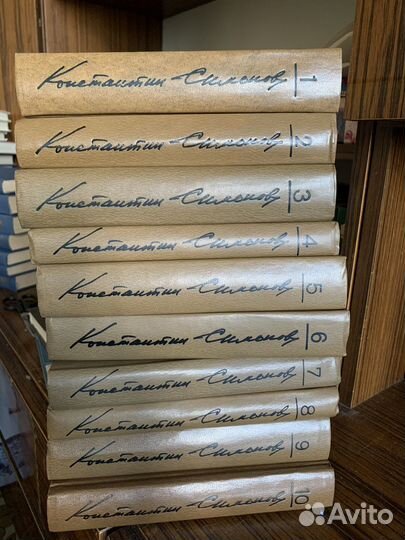 Константин Симонов 1
Константин Симонов 2
Константин Симонов 3
Константин Симонов 4
Константин Симонов 5
Константин Симонов 6
Константин Симонов 7
Константин Симонов 8
Константин Симонов 9
Константин Симонов 10
Avito